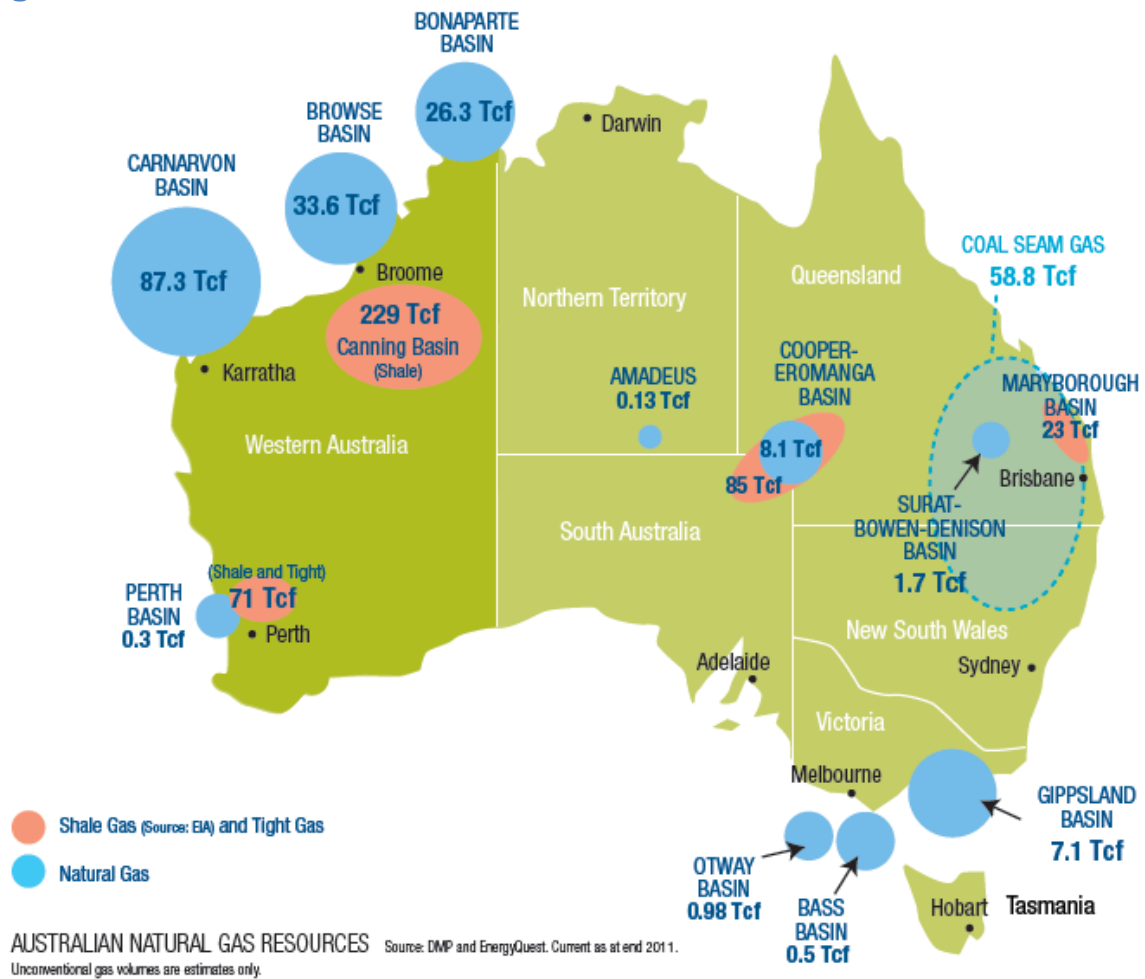 BONAPARTE
BASIN
26.3 Tcf
Darwin
BROWSE
BASIN
33.6 Tcf
CARNARVON
BASIN
87.3 Tcf
Broome
229 Tcf
Canning Basin
(Shale)
Karratha
Western Australia
Northern Territory
AMADEUS
0.13 Tcf
Queensland
COAL SEAM GAS
58.8 Tcf
COOPER-
EROMANGA
BASIN
8.1 Tcf
85 Tcf
MARYBOROUGH
BASIN
23 Tcf
Brisbane
SURAT-
BOWEN-DENISON
BASIN
1.7 Tcf
South Australia
(Shale and Tight)
71 Tcf
PERTH
BASIN
0.3 Tcf
Perth
New South Wales
Adelaide
Sydney
Victoria
Melbourne
GIPPSLAND
BASIN
7.1 Tcf
OTWAY
BASIN
0.98 Tcf
BASS
BASIN
0.5 Tcf
Hobart
Tasmania
Shale Gas (Source: EIA) and Tight Gas
Natural Gas
AUSTRALIAN NATURAL GAS RESOURCES Source: DMP and EnergyQuest. Current as at end 2011.
Unconventional gas volumes are estimates only.